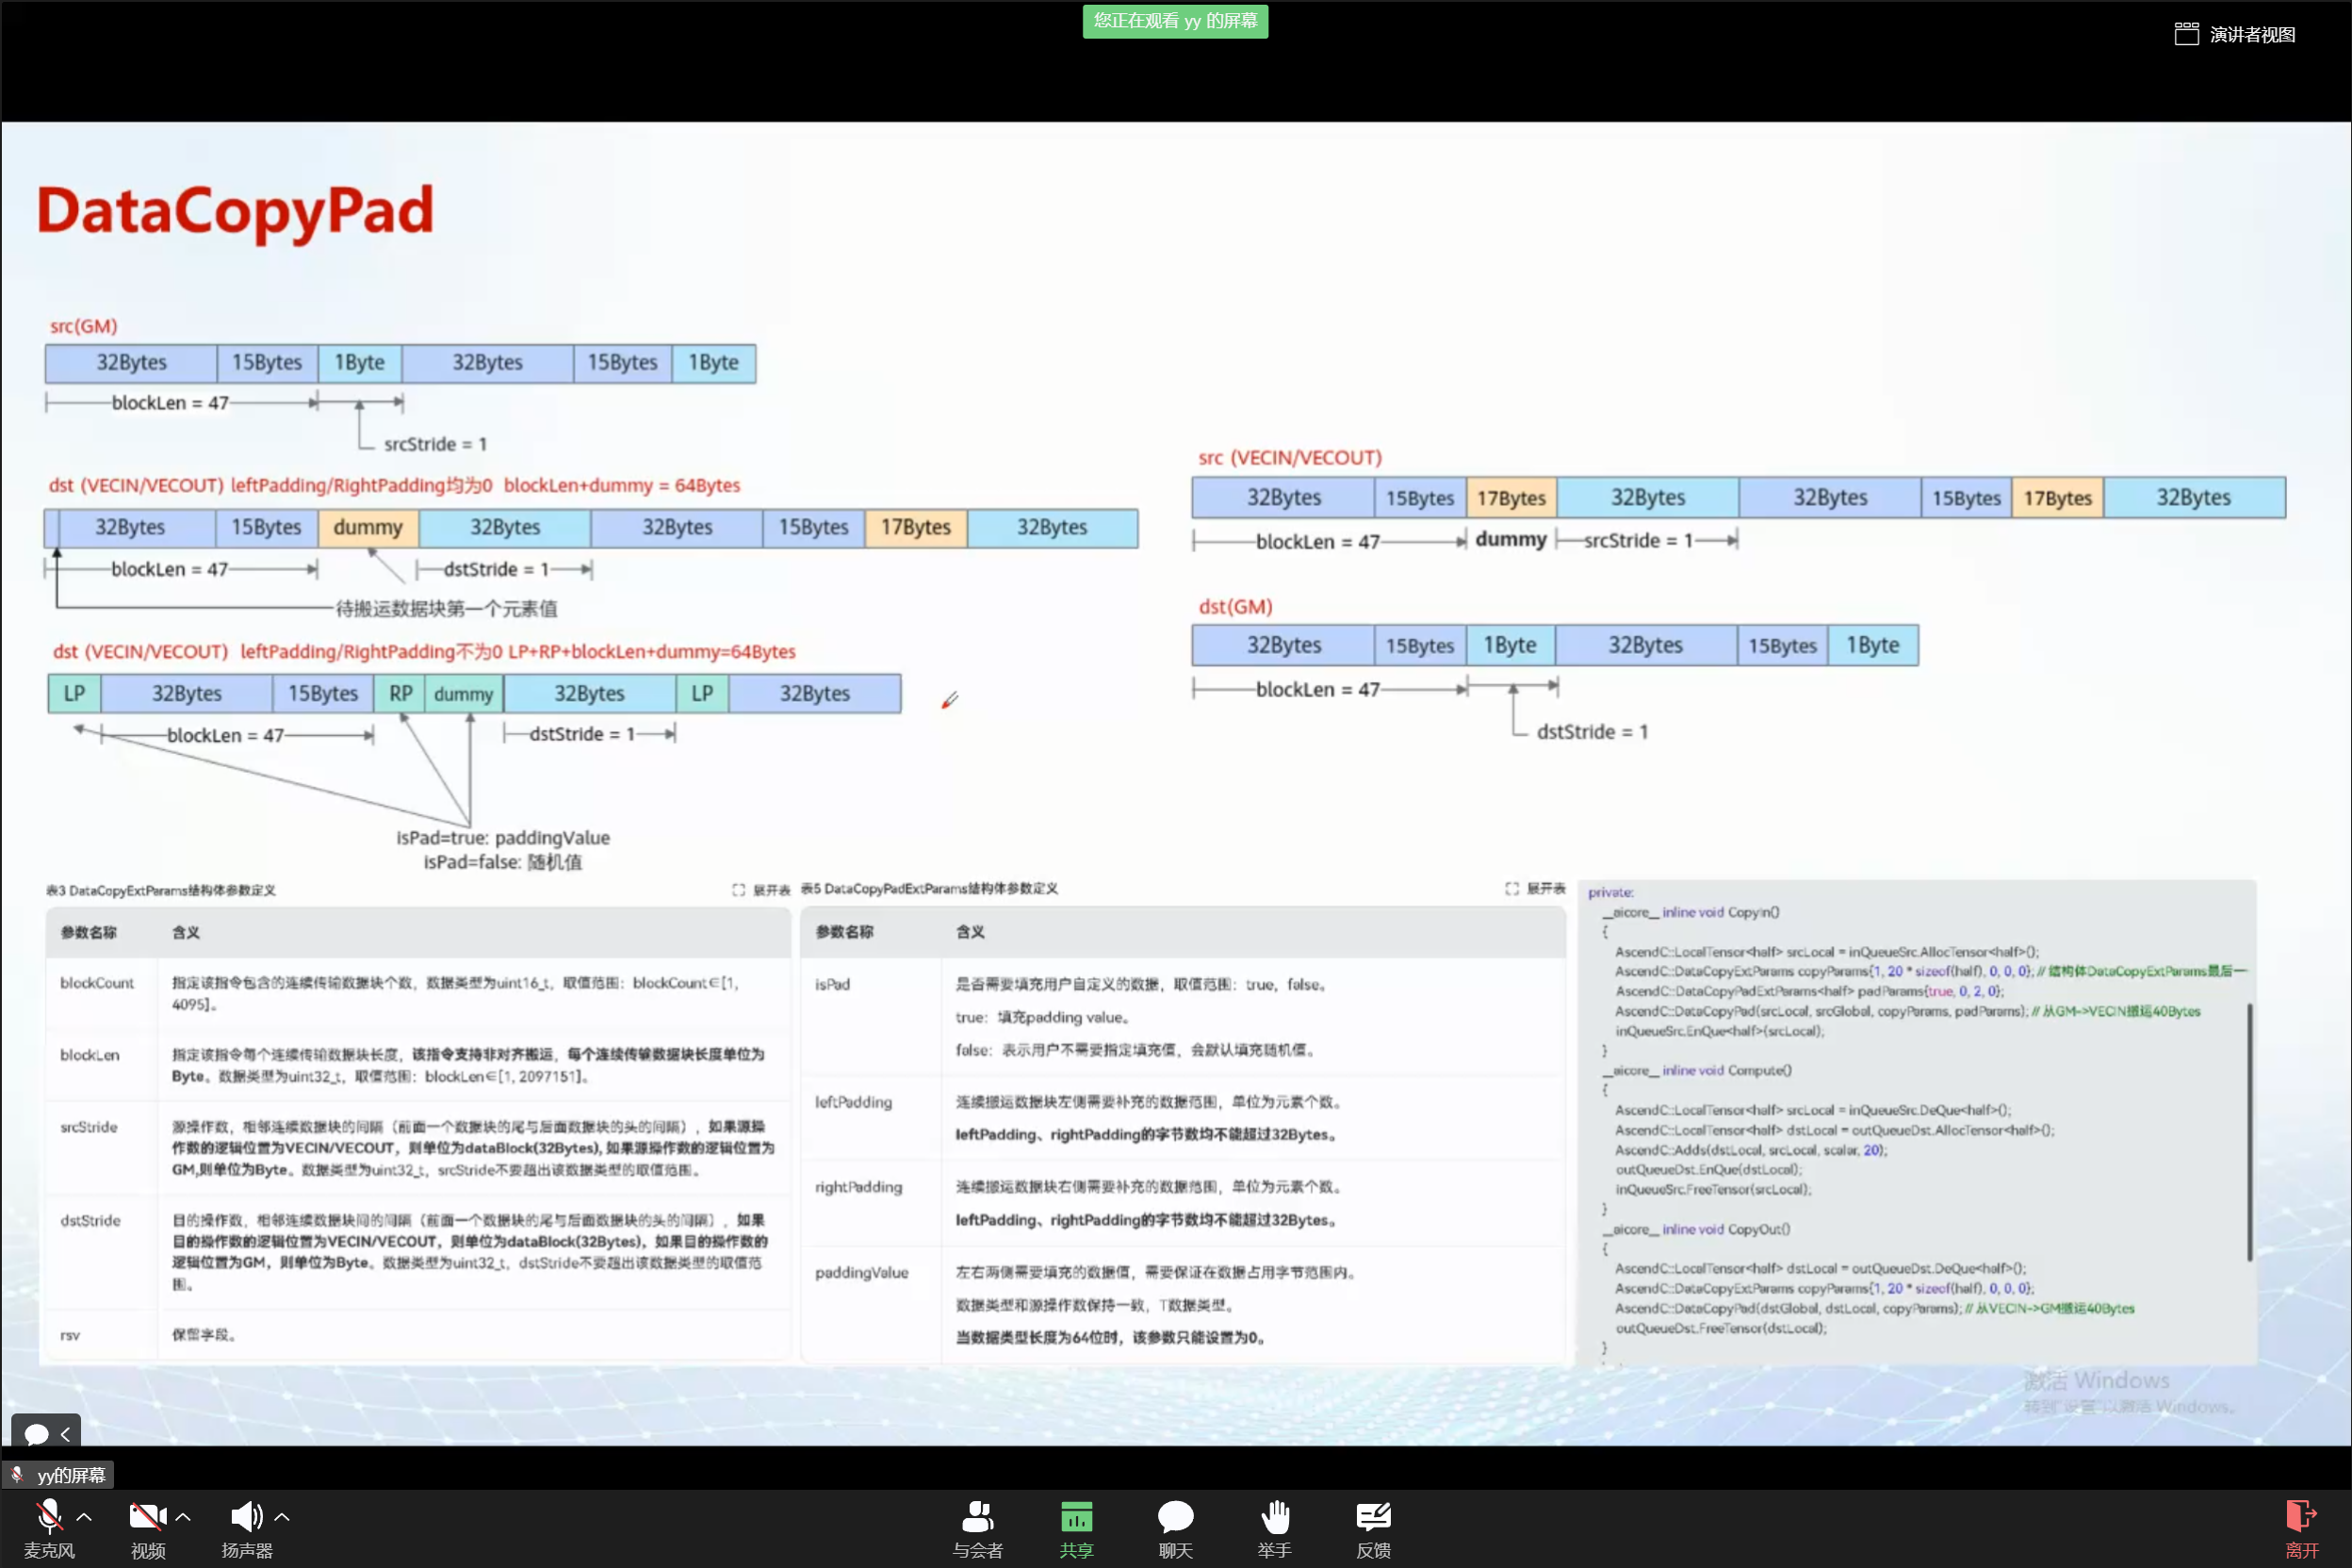 您正在观看 yy 的屏幕
演讲者视图
DataCopyPad
src(GM)
32Bytes 15Bytes 1Byte 32Bytes 15Bytes 1Byte
blockLen = 47
srcStride = 1
dst (VECIN/VECOUT) leftPadding/RightPadding均为0 blockLen+dummy = 64Bytes
32Bytes 15Bytes dummy 32Bytes 32Bytes 15Bytes 17Bytes 32Bytes
blockLen = 47 dstStride = 1
待搬运数据块第一个元素值
dst (VECIN/VECOUT) leftPadding/RightPadding不为0 LP+RP+blockLen+dummy=64Bytes
LP 32Bytes 15Bytes RP dummy 32Bytes LP 32Bytes
blockLen = 47 dstStride = 1
isPad=true: paddingValue
isPad=false: 随机值
src (VECIN/VECOUT)
32Bytes 15Bytes 17Bytes 32Bytes 32Bytes 15Bytes 17Bytes 32Bytes
blockLen = 47 dummy srcStride = 1
dst(GM)
32Bytes 15Bytes 1Byte 32Bytes 15Bytes 1Byte
blockLen = 47
dstStride = 1
表3 DataCopyExtParams结构体参数定义 展开表
参数名称 含义
blockCount 指定该指令包含的连续传输数据块个数，数据类型为uint16_t，取值范围：blockCount∈[1,
4095]。
blockLen 指定该指令每个连续传输数据块长度，该指令支持非对齐搬运，每个连续传输数据块长度单位为
Byte。数据类型为uint32_t，取值范围：blockLen∈[1, 2097151]。
srcStride 源操作数，相邻连续数据块的间隔（前面一个数据块的尾与后面数据块的头的间隔），如果源操
作数的逻辑位置为VECIN/VECOUT，则单位为dataBlock(32Bytes), 如果源操作数的逻辑位置为
GM,则单位为Byte。数据类型为uint32_t，srcStride不要超出该数据类型的取值范围。
dstStride 目的操作数，相邻连续数据块间的间隔（前面一个数据块的尾与后面数据块的头的间隔），如果
目的操作数的逻辑位置为VECIN/VECOUT，则单位为dataBlock(32Bytes)，如果目的操作数的
逻辑位置为GM，则单位为Byte。数据类型为uint32_t，dstStride不要超出该数据类型的取值范
围。
rsv 保留字段。
表5 DataCopyPadExtParams结构体参数定义 展开表
参数名称 含义
isPad 是否需要填充用户自定义的数据，取值范围：true，false。
true：填充padding value。
false：表示用户不需要指定填充值，会默认填充随机值。
leftPadding 连续搬运数据块左侧需要补充的数据范围，单位为元素个数。
leftPadding、rightPadding的字节数均不能超过32Bytes。
rightPadding 连续搬运数据块右侧需要补充的数据范围，单位为元素个数。
leftPadding、rightPadding的字节数均不能超过32Bytes。
paddingValue 左右两侧需要填充的数据值，需要保证在数据占用字节范围内。
数据类型和源操作数保持一致，T数据类型。
当数据类型长度为64位时，该参数只能设置为0。
private:
__aicore__ inline void CopyIn()
{
AscendC::LocalTensor<half> srcLocal = inQueueSrc.AllocTensor<half>();
AscendC::DataCopyExtParams copyParams{1, 20 * sizeof(half), 0, 0, 0}; // 结构体DataCopyExtParams最后一
AscendC::DataCopyPadExtParams<half> padParams{true, 0, 2, 0};
AscendC::DataCopyPad(srcLocal, srcGlobal, copyParams, padParams); // 从GM->VECIN搬运40Bytes
inQueueSrc.EnQue<half>(srcLocal);
}
__aicore__ inline void Compute()
{
AscendC::LocalTensor<half> srcLocal = inQueueSrc.DeQue<half>();
AscendC::LocalTensor<half> dstLocal = outQueueDst.AllocTensor<half>();
AscendC::Adds(dstLocal, srcLocal, scalar, 20);
outQueueDst.EnQue(dstLocal);
inQueueSrc.FreeTensor(srcLocal);
}
__aicore__ inline void CopyOut()
{
AscendC::LocalTensor<half> dstLocal = outQueueDst.DeQue<half>();
AscendC::DataCopyExtParams copyParams{1, 20 * sizeof(half), 0, 0, 0};
AscendC::DataCopyPad(dstGlobal, dstLocal, copyParams); // 从VECIN->GM搬运40Bytes
outQueueDst.FreeTensor(dstLocal);
}
激活 Windows
转到"设置"以激活 Windows。
yy的屏幕
麦克风 视频 扬声器 与会者 共享 聊天 举手 反馈 离开